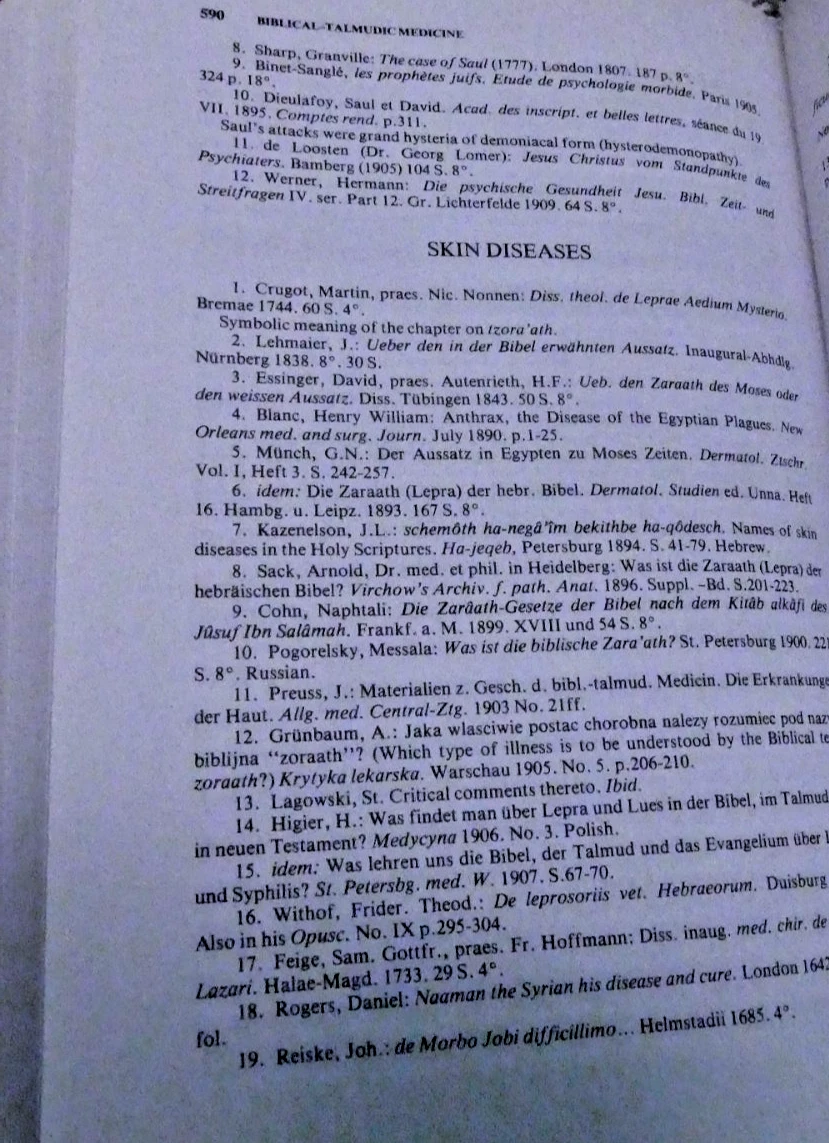 590
BIBLICAL-TALMUDIC MEDICINE
8. Sharp, Granville: The case of Saul (1777). London 1807. 187 p. 8°.
9. Binet-Sanglé, les prophètes juifs. Etude de psychologie morbide. Paris 1905.
324 p. 18°.
10. Dieulafoy, Saul et David. Acad. des inscript. et belles lettres, séance du 19
VII. 1895. Comptes rend. p.311.
Saul's attacks were grand hysteria of demoniacal form (hysterodemonopathy).
11. de Loosten (Dr. Georg Lomer): Jesus Christus vom Standpunkte des
Psychiaters. Bamberg (1905) 104 S. 8°.
12. Werner, Hermann: Die psychische Gesundheit Jesu. Bibl. Zeit- und
Streitfragen IV. ser. Part 12. Gr. Lichterfelde 1909. 64 S. 8°.
SKIN DISEASES
1. Crugot, Martin, praes. Nic. Nonnen: Diss. theol. de Leprae Aedium Mysterio.
Bremae 1744. 60 S. 4°.
Symbolic meaning of the chapter on tzora'ath.
2. Lehmaier, J.: Ueber den in der Bibel erwähnten Aussatz. Inaugural-Abhdlg.
Nürnberg 1838. 8°. 30 S.
3. Essinger, David, praes. Autenrieth, H.F.: Ueb. den Zaraath des Moses oder
den weissen Aussatz. Diss. Tübingen 1843. 50 S. 8°.
4. Blanc, Henry William: Anthrax, the Disease of the Egyptian Plagues. New
Orleans med. and surg. Journ. July 1890. p.1-25.
5. Münch, G.N.: Der Aussatz in Egypten zu Moses Zeiten. Dermatol. Ztschr.
Vol. I, Heft 3. S. 242-257.
6. idem: Die Zaraath (Lepra) der hebr. Bibel. Dermatol. Studien ed. Unna. Heft
16. Hambg. u. Leipz. 1893. 167 S. 8°.
7. Kazenelson, J.L.: schemôth ha-negâ'îm bekithbe ha-qôdesch. Names of skin
diseases in the Holy Scriptures. Ha-jeqeb, Petersburg 1894. S. 41-79. Hebrew.
8. Sack, Arnold, Dr. med. et phil. in Heidelberg: Was ist die Zaraath (Lepra) der
hebräischen Bibel? Virchow's Archiv. f. path. Anat. 1896. Suppl. -Bd. S.201-223.
9. Cohn, Naphtali: Die Zarâath-Gesetze der Bibel nach dem Kitâb alkâfi des
Jûsuf Ibn Salâmah. Frankf. a. M. 1899. XVIII und 54 S. 8°.
10. Pogorelsky, Messala: Was ist die biblische Zara'ath? St. Petersburg 1900. 221
S. 8°. Russian.
11. Preuss, J.: Materialien z. Gesch. d. bibl.-talmud. Medicin. Die Erkrankunge
der Haut. Allg. med. Central-Ztg. 1903 No. 21ff.
12. Grünbaum, A.: Jaka wlasciwie postac chorobna nalezy rozumiec pod naz
biblijna "zoraath"? (Which type of illness is to be understood by the Biblical te
zoraath?) Krytyka lekarska. Warschau 1905. No. 5. p.206-210.
13. Lagowski, St. Critical comments thereto. Ibid.
14. Higier, H.: Was findet man über Lepra und Lues in der Bibel, im Talmud
in neuen Testament? Medycyna 1906. No. 3. Polish.
15. idem: Was lehren uns die Bibel, der Talmud und das Evangelium über
und Syphilis? St. Petersbg. med. W. 1907. S.67-70.
16. Withof, Frider. Theod.: De leprosoriis vet. Hebraeorum. Duisburg
Also in his Opusc. No. IX p.295-304.
17. Feige, Sam. Gottfr., praes. Fr. Hoffmann: Diss. inaug. med. chir. de
Lazari. Halae-Magd. 1733. 29 S. 4°.
18. Rogers, Daniel: Naaman the Syrian his disease and cure. London 1642
fol.
19. Reiske, Joh.: de Morbo Jobi difficillimo... Helmstadii 1685. 4°.